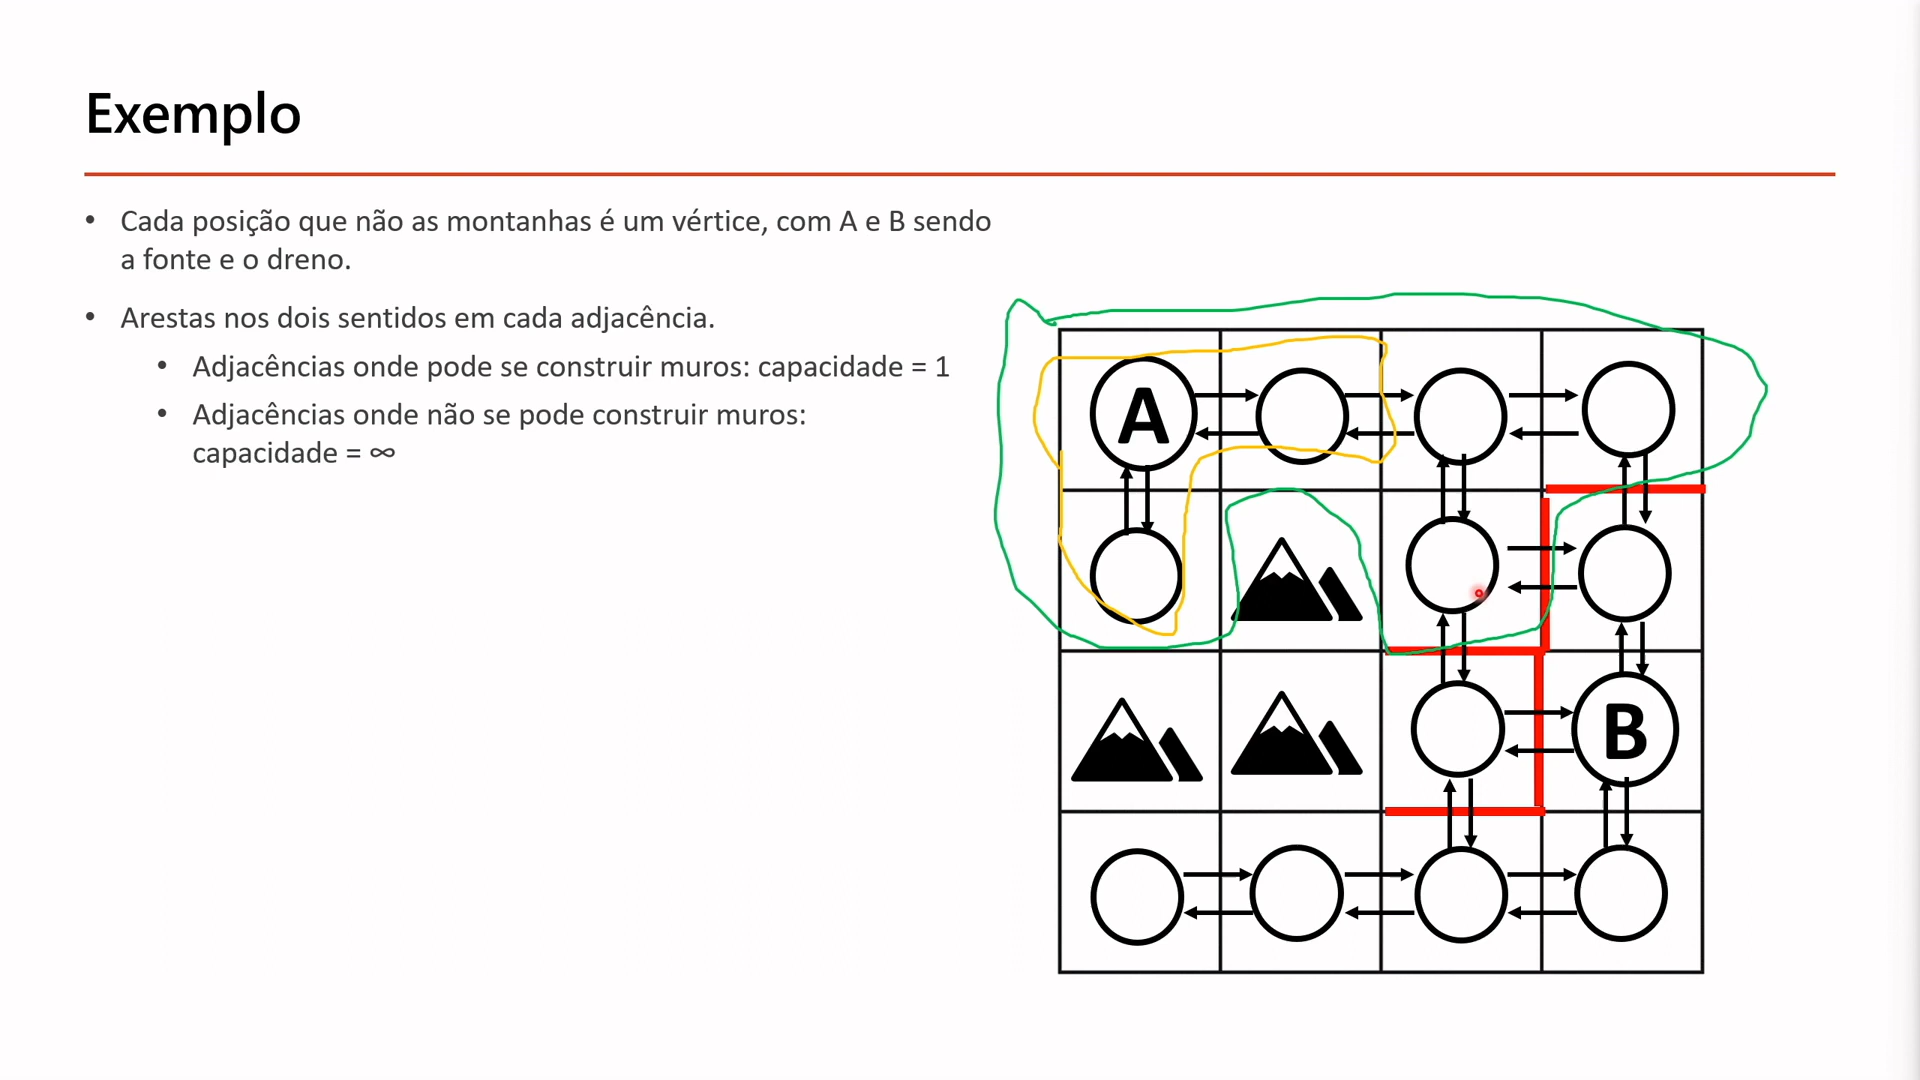 Exemplo
• Cada posição que não as montanhas é um vértice, com A e B sendo
a fonte e o dreno.
• Arestas nos dois sentidos em cada adjacência.
• Adjacências onde pode se construir muros: capacidade = 1
• Adjacências onde não se pode construir muros:
capacidade = ∞
A
B